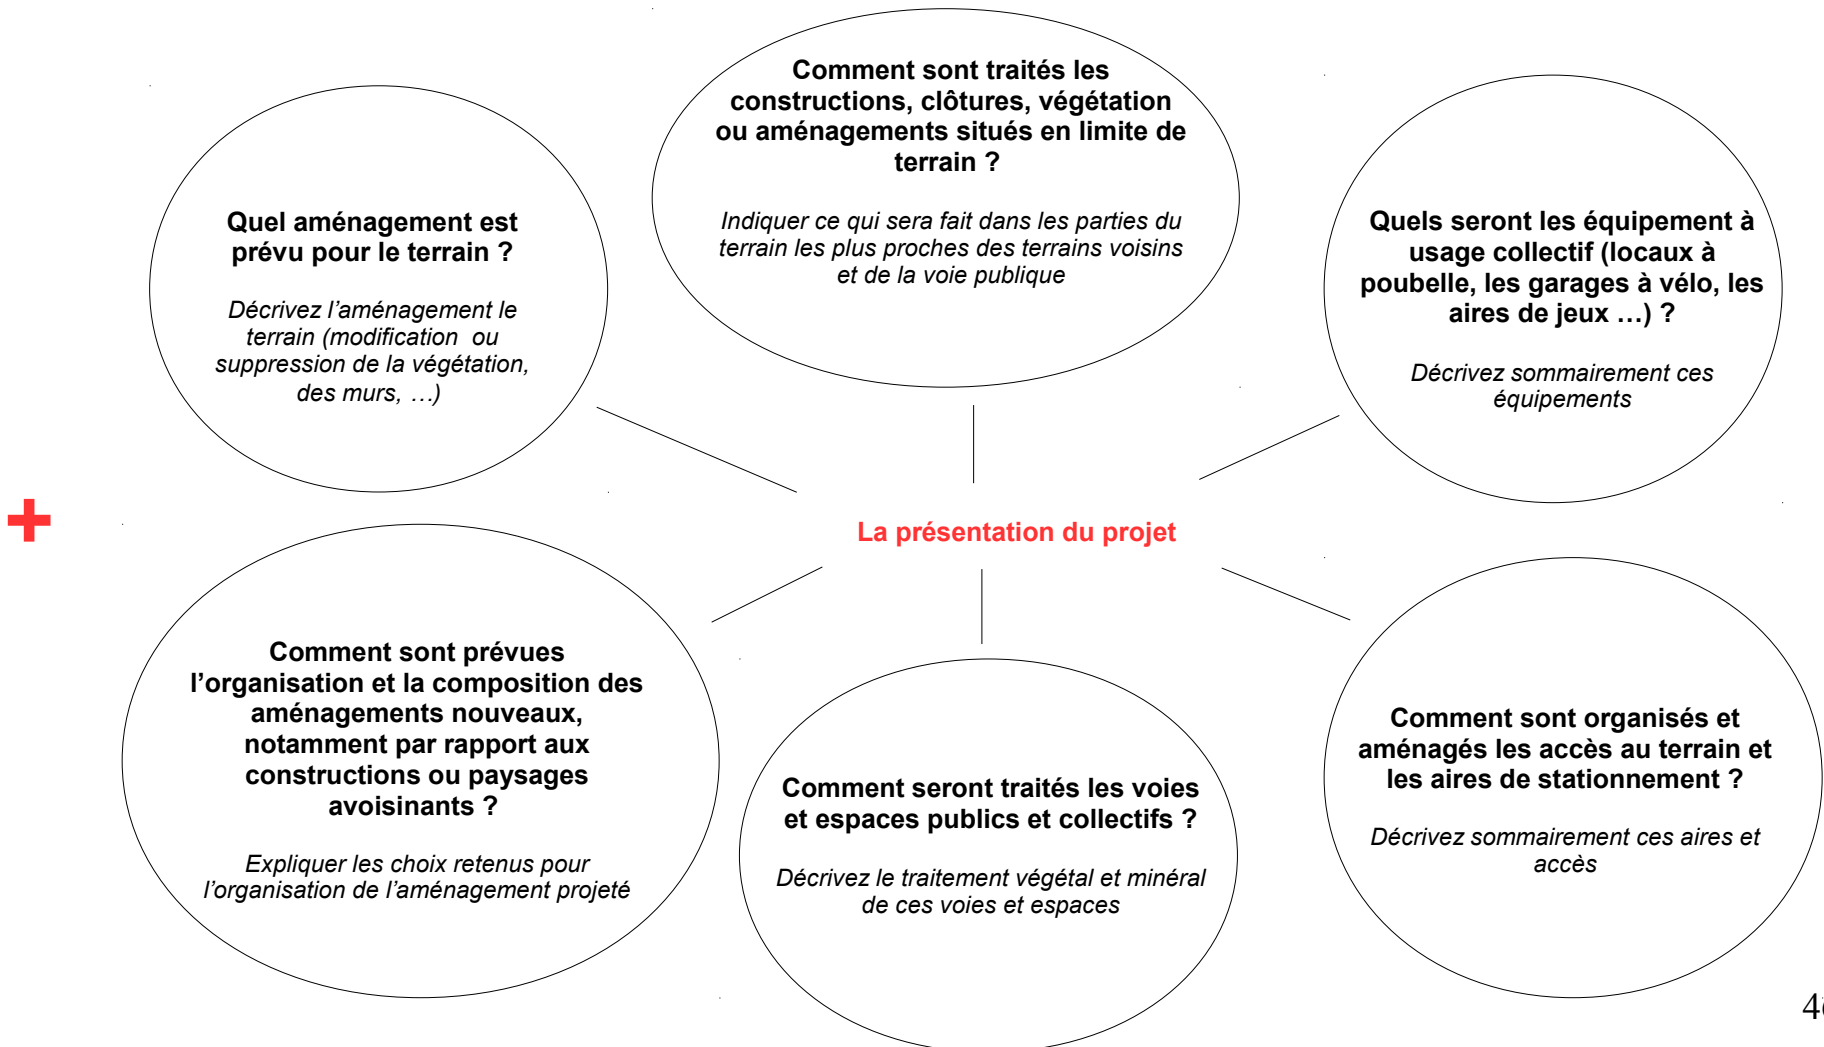 Comment sont traités les
constructions, clôtures, végétation
ou aménagements situés en limite de
terrain ?
Indiquer ce qui sera fait dans les parties du
terrain les plus proches des terrains voisins
et de la voie publique
Quel aménagement est
prévu pour le terrain ?
Décrivez l’aménagement le
terrain (modification ou
suppression de la végétation,
des murs, …)
Quels seront les équipement à
usage collectif (locaux à
poubelle, les garages à vélo, les
aires de jeux …) ?
Décrivez sommairement ces
équipements
+
La présentation du projet
Comment sont prévues
l’organisation et la composition des
aménagements nouveaux,
notamment par rapport aux
constructions ou paysages
avoisinants ?
Expliquer les choix retenus pour
l’organisation de l’aménagement projeté
Comment seront traités les voies
et espaces publics et collectifs ?
Décrivez le traitement végétal et minéral
de ces voies et espaces
Comment sont organisés et
aménagés les accès au terrain et
les aires de stationnement ?
Décrivez sommairement ces aires et
accès